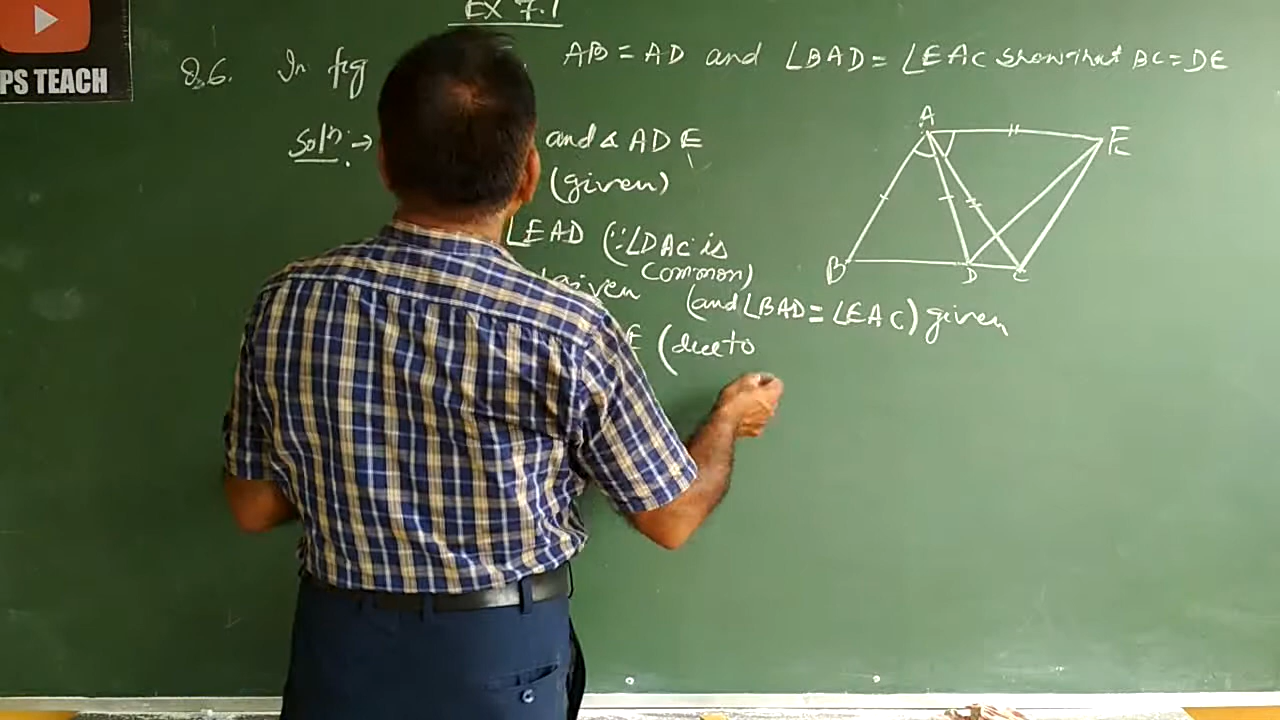 PS TEACH
EX 7.1
Q.6. In fig AB = AD and ∠BAD = ∠EAC show that BC = DE
Soln: → and △ ADE
(given)
∠EAD (∵∠DAC is
common)
given (and ∠BAD = ∠EAC) given
E (due to
A
E
B
D
C